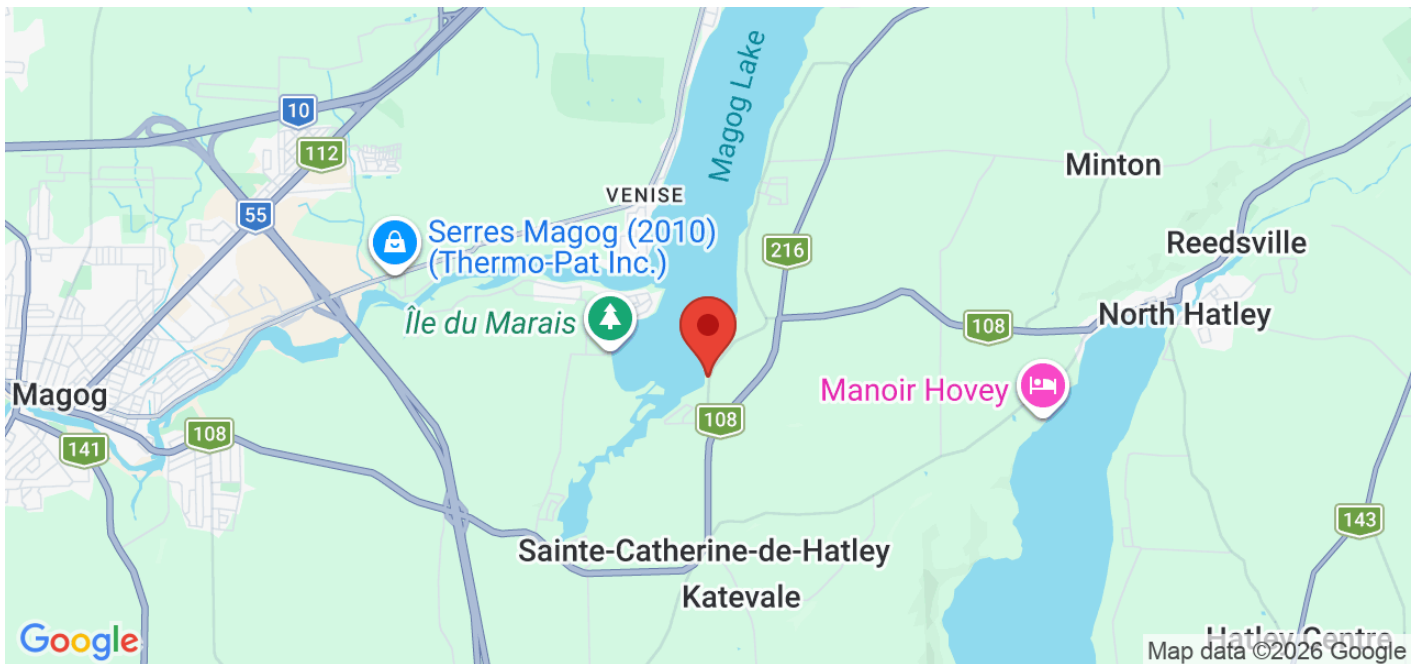 Magog Lake
10
112
Minton
VENISE
55
Serres Magog (2010)
(Thermo-Pat Inc.)
216
Reedsville
Île du Marais
108
North Hatley
Magog
Manoir Hovey
108
108
141
143
Sainte-Catherine-de-Hatley
Katevale
Hatley Centre
Google
Map data ©2026 Google